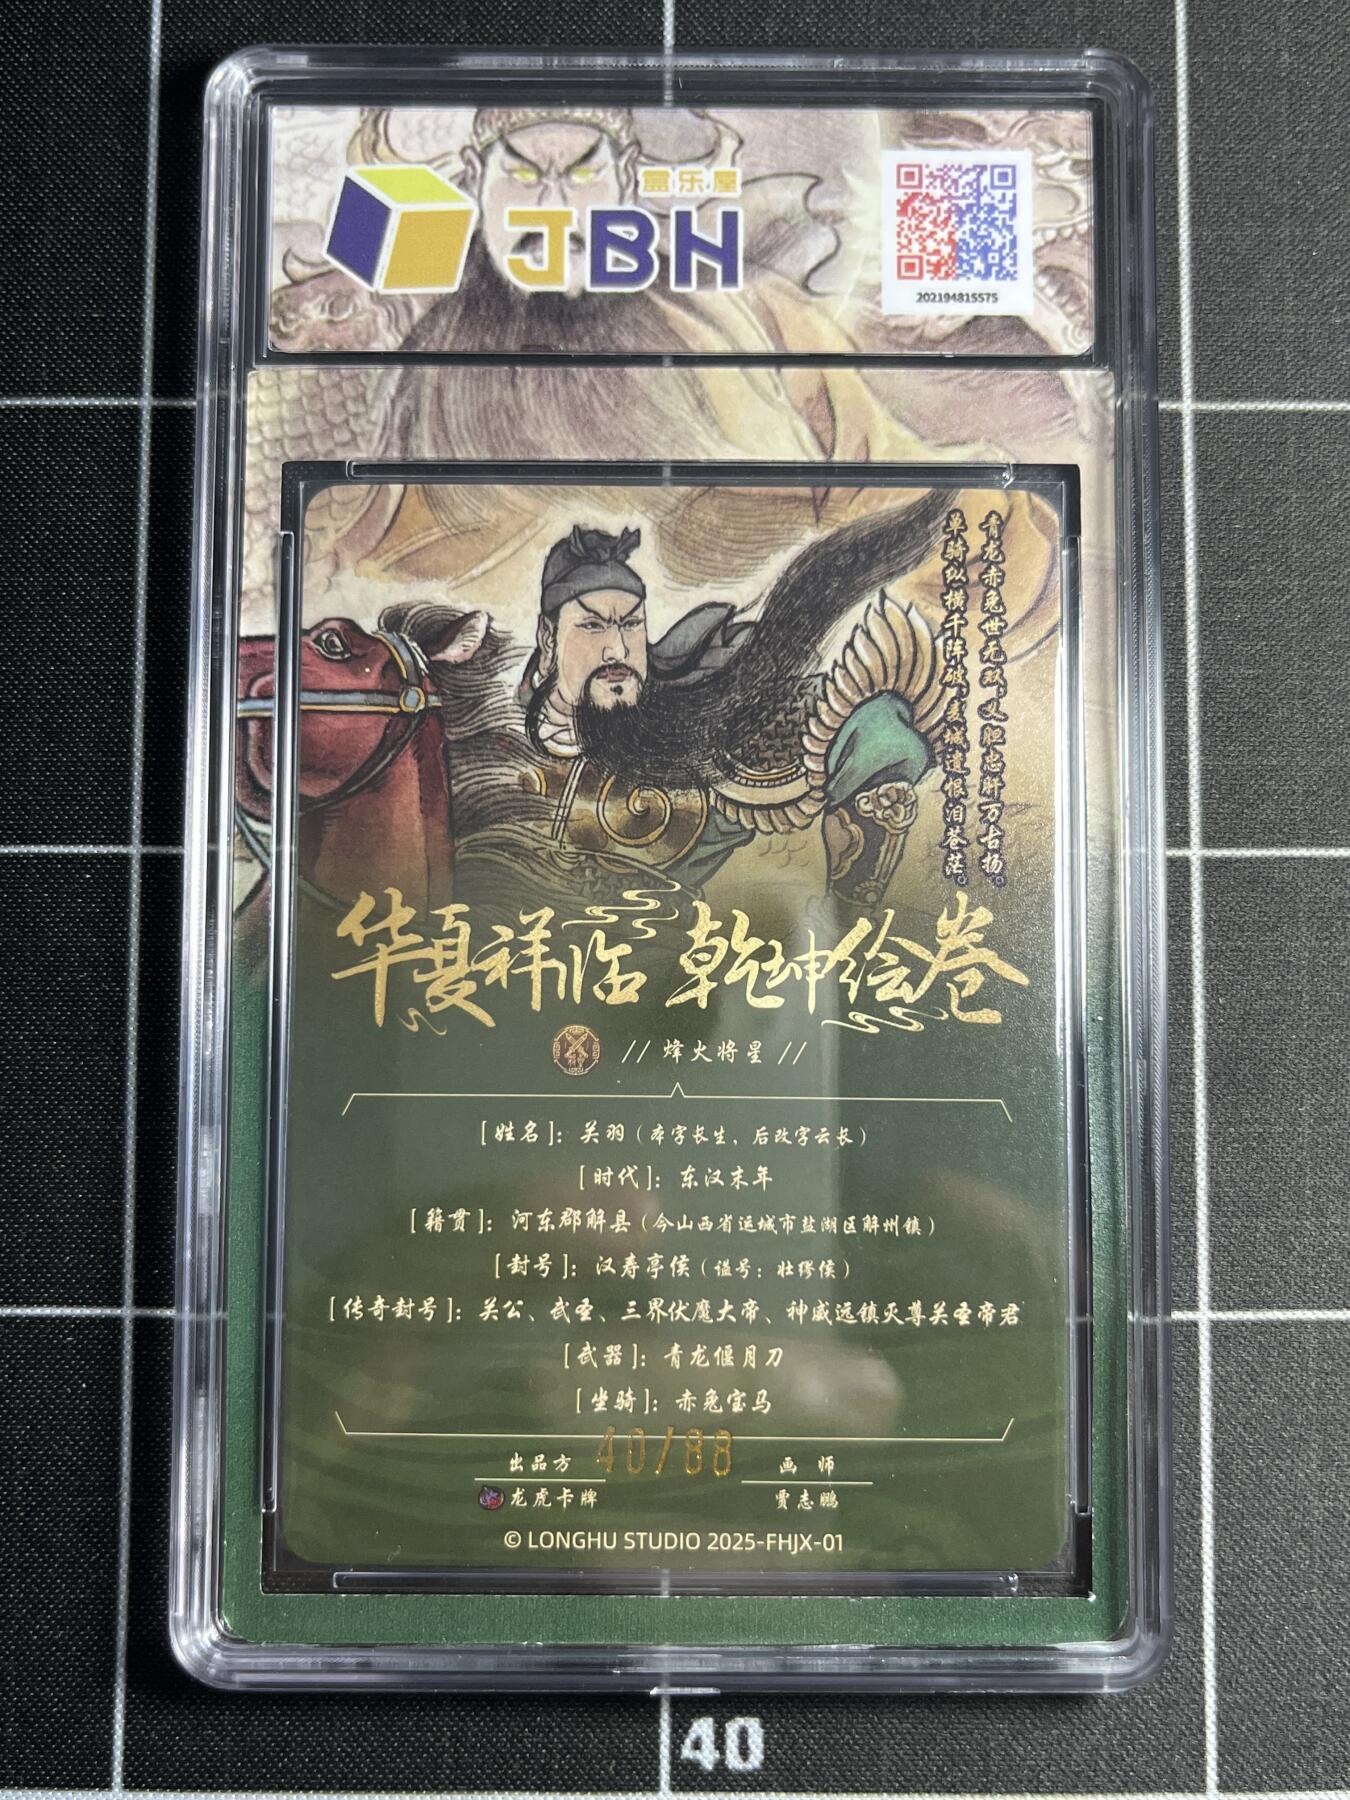 盒乐屋
JBH
202194815575
青龙赤兔世无双，义胆忠肝万古扬。
单骑纵横千阵破，麦城遗恨泪苍茫。
华夏祥临 乾坤绘卷
// 烽火将星 //
[姓名]：关羽（本字长生，后改字云长）
[时代]：东汉末年
[籍贯]：河东郡解县（今山西省运城市盐湖区解州镇）
[封号]：汉寿亭侯（谥号：壮缪侯）
[传奇封号]：关公、武圣、三界伏魔大帝、神威远镇灭尊关圣帝君
[武器]：青龙偃月刀
[坐骑]：赤兔宝马
40/88
出品方 画师
龙虎卡牌 贾志鹏
© LONGHU STUDIO 2025-FHJX-01
40